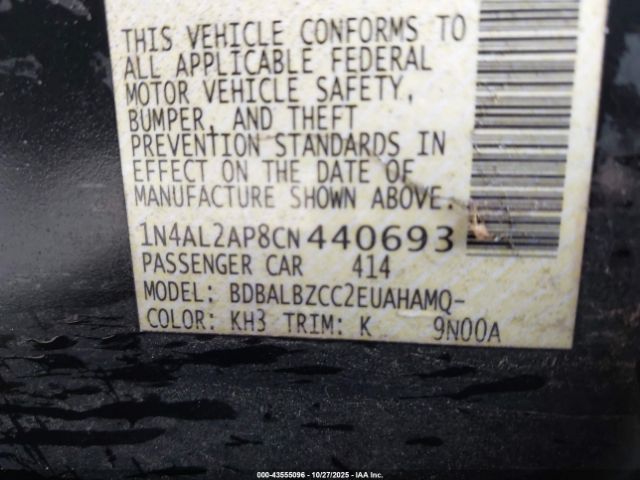 THIS VEHICLE CONFORMS TO
ALL APPLICABLE FEDERAL
MOTOR VEHICLE SAFETY,
BUMPER, AND THEFT
PREVENTION STANDARDS IN
EFFECT ON THE DATE OF
MANUFACTURE SHOWN ABOVE.
1N4AL2AP8CN 440693
PASSENGER CAR 414
MODEL: BDBALBZCC2EUAHAMQ-
COLOR: KH3 TRIM: K 9N00A
000-43555096 • 10/27/2025 • IAA Inc.